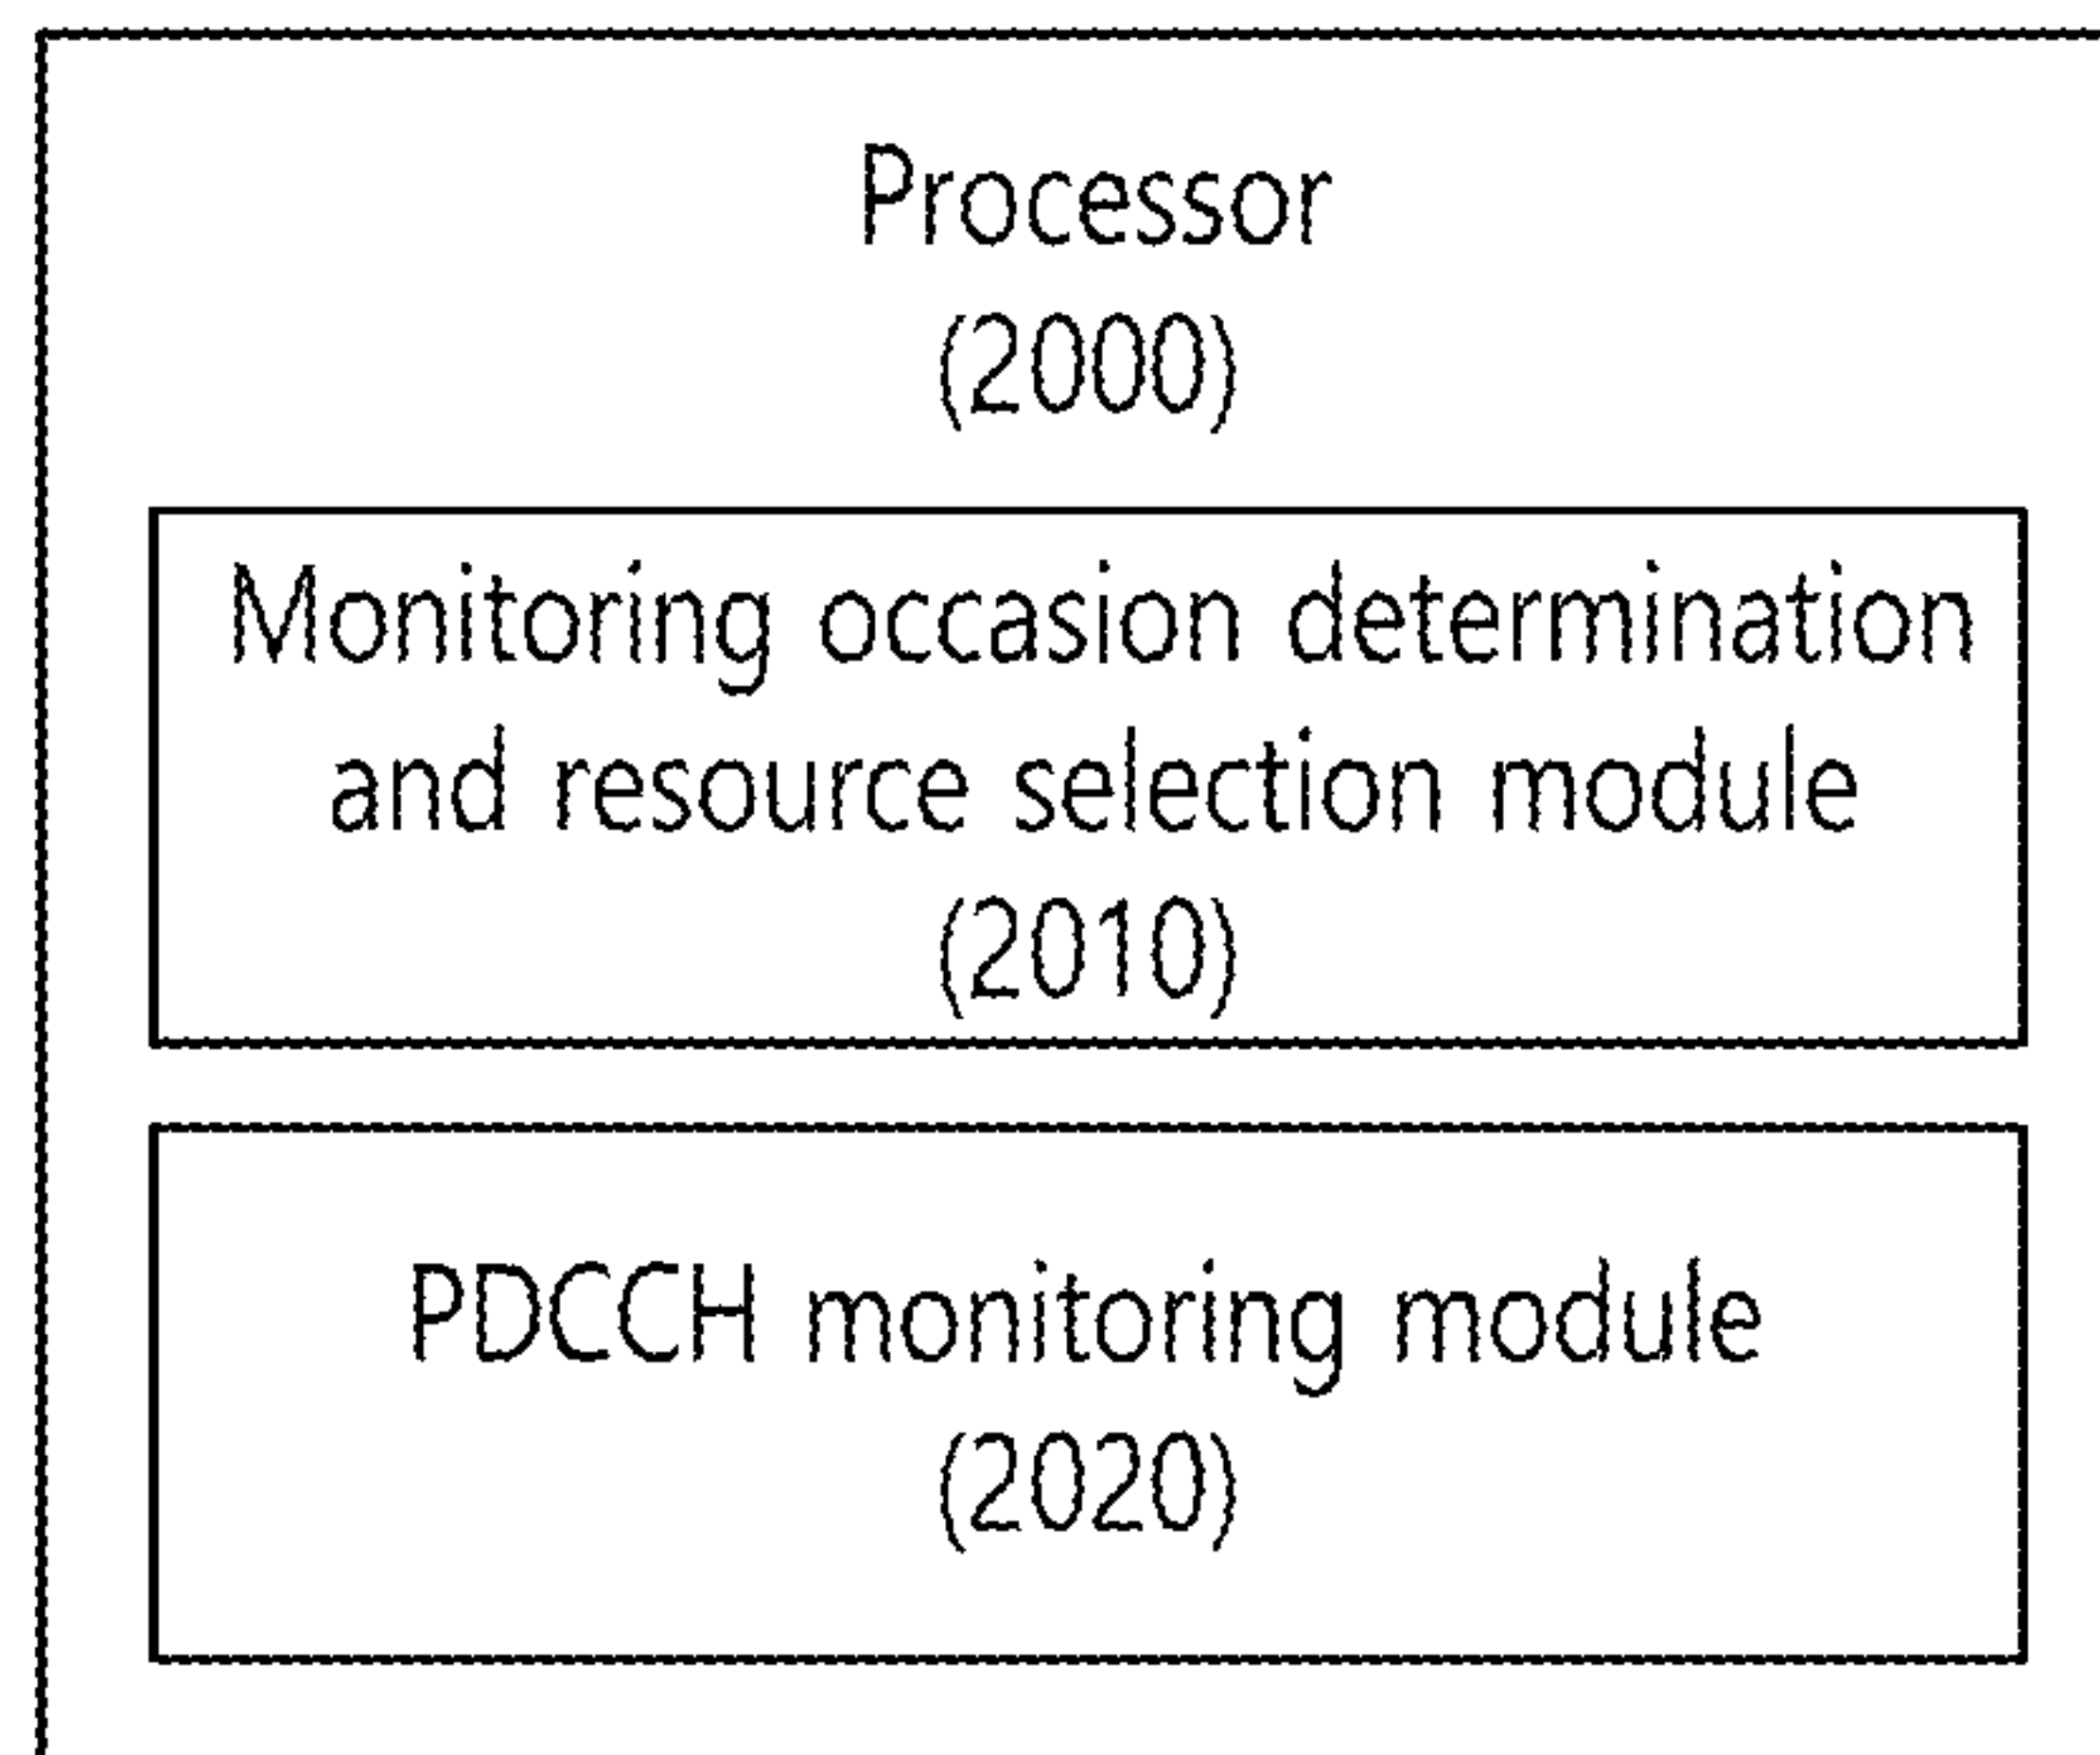 Processor
(2000)
Monitoring occasion determination
and resource selection module
(2010)
PDCCH monitoring module
(2020)